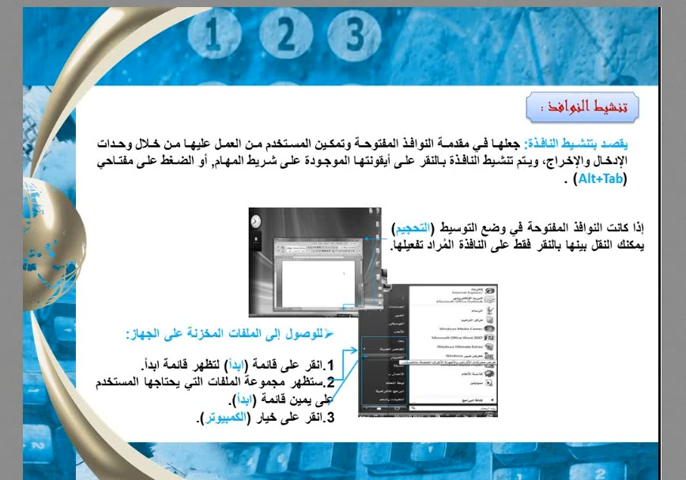 1 2 3
تنشيط النوافذ :
يقصد بتنشيط النافذة: جعلها في مقدمة النوافذ المفتوحة وتمكين المستخدم من العمل عليها من خلال وحدات
الإدخال والإخراج، ويتم تنشيط النافذة بالنقر على أيقونتها الموجودة على شريط المهام, أو الضغط على مفتاحي
(Alt+Tab) .
إذا كانت النوافذ المفتوحة في وضع التوسيط (التحجيم)
يمكنك النقل بينها بالنقر فقط على النافذة المُراد تفعيلها.
للوصول إلى الملفات المخزنة على الجهاز:
1. انقر على قائمة (ابدأ) لتظهر قائمة ابدأ.
2. ستظهر مجموعة الملفات التي يحتاجها المستخدم
على يمين قائمة (ابدأ).
3. انقر على خيار (الكمبيوتر).